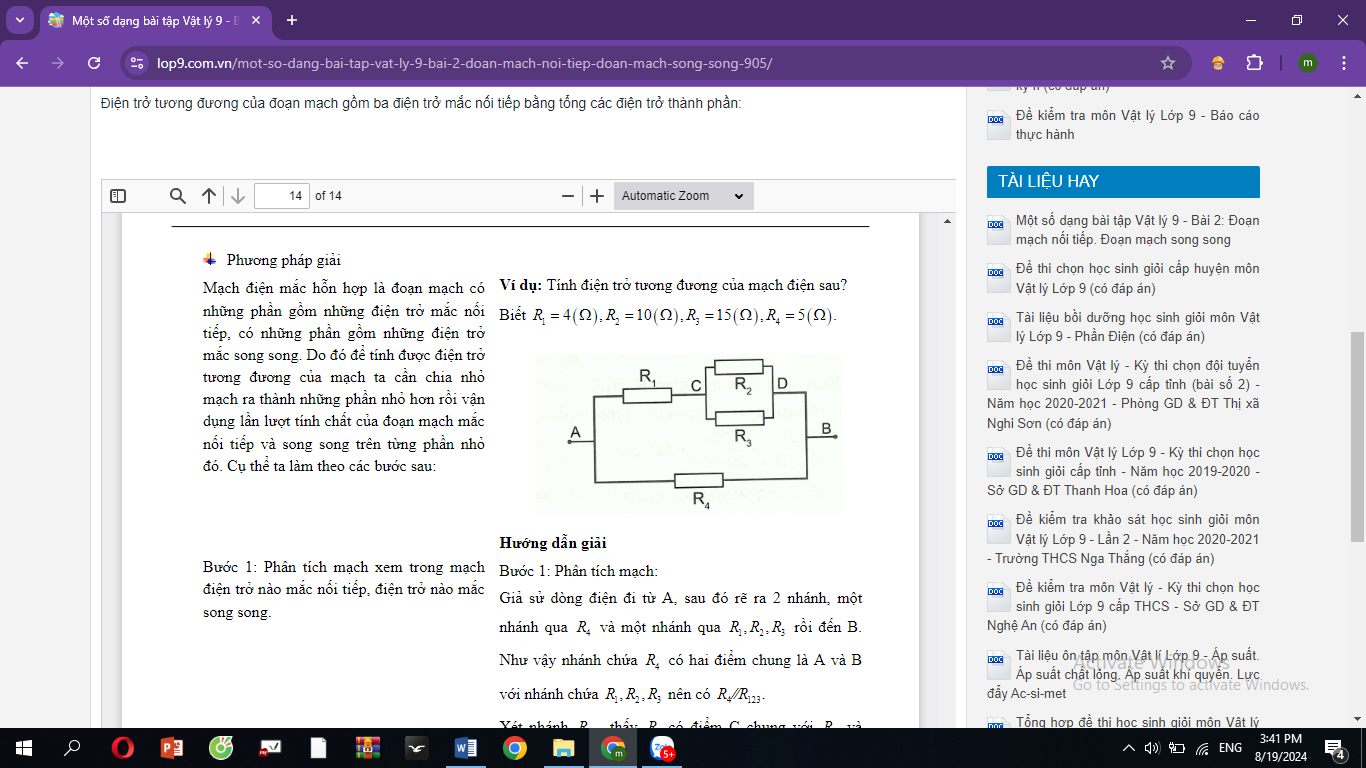 Một số dạng bài tập Vật lý 9 - B
lop9.com.vn/mot-so-dang-bai-tap-vat-ly-9-bai-2-doan-mach-noi-tiep-doan-mach-song-song-905/
m
Điện trở tương đương của đoạn mạch gồm ba điện trở mắc nối tiếp bằng tổng các điện trở thành phần:
14 of 14
Automatic Zoom
Phương pháp giải
Mạch điện mắc hỗn hợp là đoạn mạch có
những phần gồm những điện trở mắc nối
tiếp, có những phần gồm những điện trở
mắc song song. Do đó để tính được điện trở
tương đương của mạch ta cần chia nhỏ
mạch ra thành những phần nhỏ hơn rồi vận
dụng lần lượt tính chất của đoạn mạch mắc
nối tiếp và song song trên từng phần nhỏ
đó. Cụ thể ta làm theo các bước sau:
Bước 1: Phân tích mạch xem trong mạch
điện trở nào mắc nối tiếp, điện trở nào mắc
song song.
Ví dụ: Tính điện trở tương đương của mạch điện sau?
Biết R₁ = 4(Ω), R₂ = 10(Ω), R₃ = 15(Ω), R₄ = 5(Ω).
R₁
C
R₂
D
R₃
A
B
R₄
Hướng dẫn giải
Bước 1: Phân tích mạch:
Giả sử dòng điện đi từ A, sau đó rẽ ra 2 nhánh, một
nhánh qua R₄ và một nhánh qua R₁, R₂, R₃ rồi đến B.
Như vậy nhánh chứa R₄ có hai điểm chung là A và B
với nhánh chứa R₁, R₂, R₃ nên có R₄//R₁₂₃.
Xét nhánh R thấy R có điểm C chung với R và
kỳ II (có đáp án)
Đề kiểm tra môn Vật lý Lớp 9 - Báo cáo
thực hành
TÀI LIỆU HAY
Một số dạng bài tập Vật lý 9 - Bài 2: Đoạn
mạch nối tiếp. Đoạn mạch song song
Đề thi chọn học sinh giỏi cấp huyện môn
Vật lý Lớp 9 (có đáp án)
Tài liệu bồi dưỡng học sinh giỏi môn Vật
lý Lớp 9 - Phần Điện (có đáp án)
Đề thi môn Vật lý - Kỳ thi chọn đội tuyển
học sinh giỏi Lớp 9 cấp tỉnh (bài số 2) -
Năm học 2020-2021 - Phòng GD & ĐT Thị xã
Nghi Sơn (có đáp án)
Đề thi môn Vật lý Lớp 9 - Kỳ thi chọn học
sinh giỏi cấp tỉnh - Năm học 2019-2020 -
Sở GD & ĐT Thanh Hoa (có đáp án)
Đề kiểm tra khảo sát học sinh giỏi môn
Vật lý Lớp 9 - Lần 2 - Năm học 2020-2021
- Trường THCS Nga Thắng (có đáp án)
Đề kiểm tra môn Vật lý - Kỳ thi chọn học
sinh giỏi Lớp 9 cấp THCS - Sở GD & ĐT
Nghệ An (có đáp án)
Tài liệu ôn tập môn Vật lí Lớp 9 - Áp suất.
Áp suất chất lỏng. Áp suất khí quyển. Lực
đẩy Ac-si-met
Tổng hợp đề thi học sinh giỏi môn Vật lý
Activate Windows
Go to Settings to activate Windows.
ENG
3:41 PM
8/19/2024
4
5+